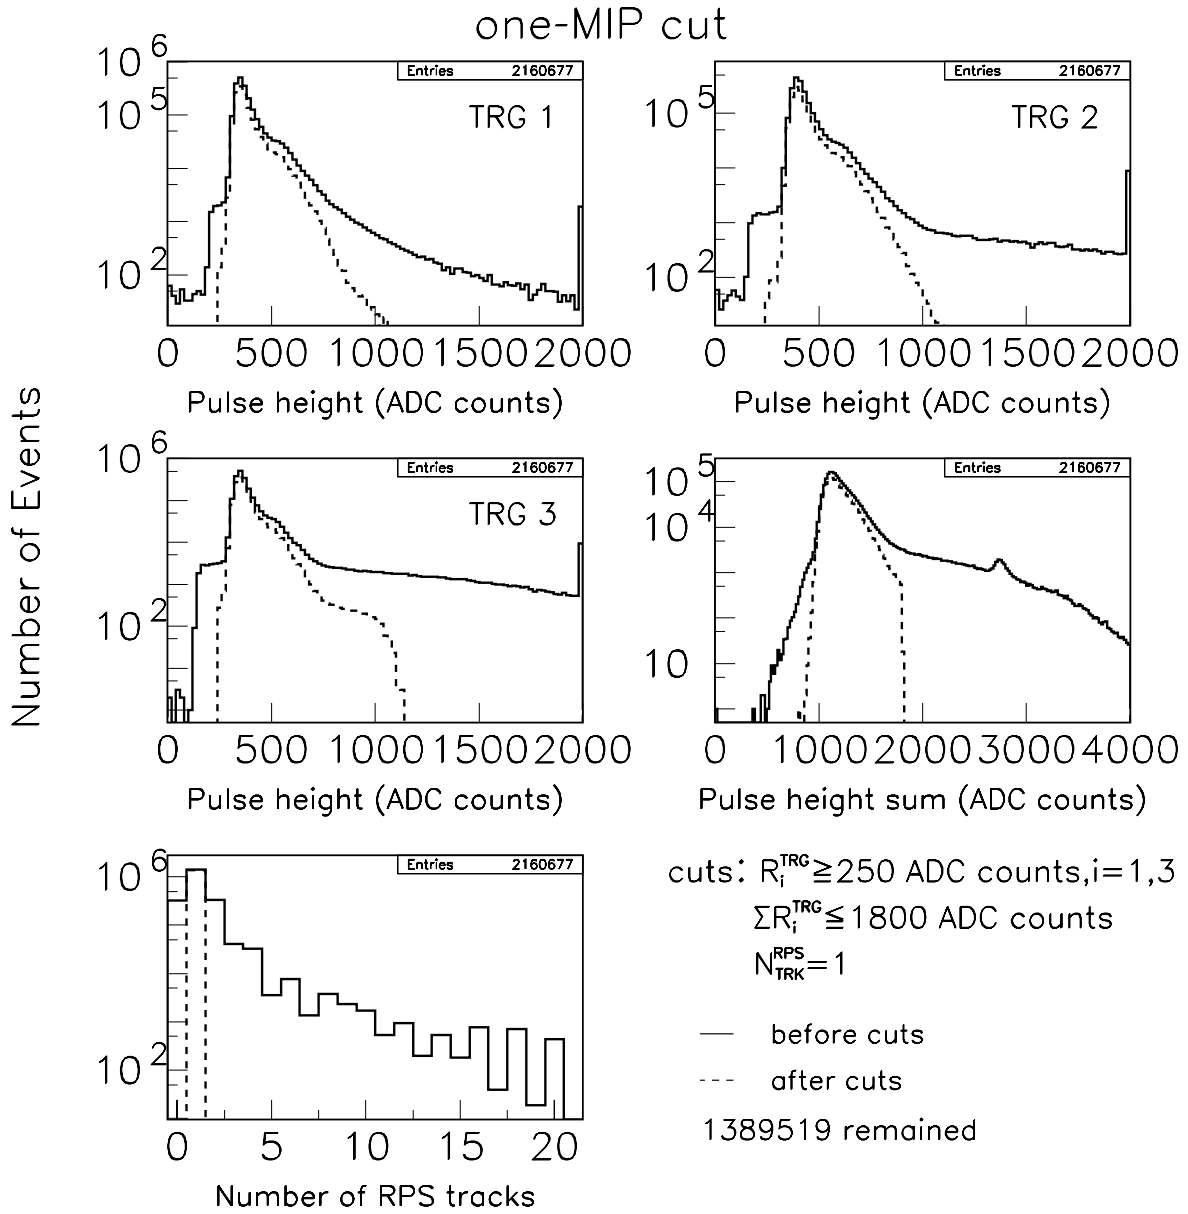 one-MIP cut
Number of Events
Entries 2160677
TRG 1
10^6
10^5
10^2
0 500 1000 1500 2000
Pulse height (ADC counts)
Entries 2160677
TRG 2
10^5
10^2
0 500 1000 1500 2000
Pulse height (ADC counts)
Entries 2160677
TRG 3
10^6
10^2
0 500 1000 1500 2000
Pulse height (ADC counts)
Entries 2160677
10^5
10^4
10
0 1000 2000 3000 4000
Pulse height sum (ADC counts)
Entries 2160677
10^6
10^2
0 5 10 15 20
Number of RPS tracks
cuts: R_i^TRG≧250 ADC counts,i=1,3
ΣR_i^TRG≦1800 ADC counts
N_TRK^RPS=1
before cuts
after cuts
1389519 remained